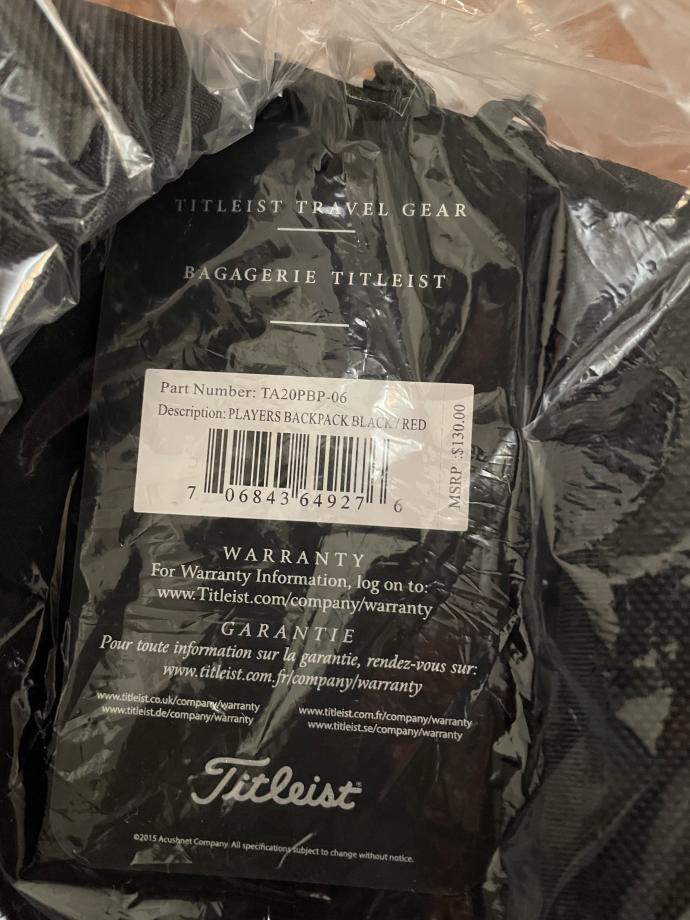 TITLEIST TRAVEL GEAR
BAGAGERIE TITLEIST
Part Number: TA20PBP-06
Description: PLAYERS BACKPACK BLACK / RED
MSRP :$130.00
7 06843 64927 6
WARRANTY
For Warranty Information, log on to:
www.Titleist.com/company/warranty
GARANTIE
Pour toute information sur la garantie, rendez-vous sur:
www.titleist.com.fr/company/warranty
www.titleist.co.uk/company/warranty
www.titleist.de/company/warranty
www.titleist.com.fr/company/warranty
www.titleist.se/company/warranty
Titleist®
©2015 Acushnet Company. All specifications subject to change without notice.